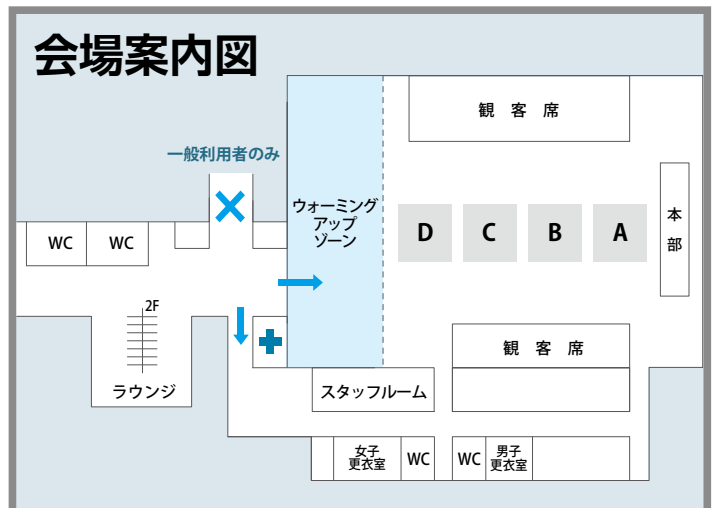 会場案内図
観 客 席
一般利用者のみ
ウォーミング
アップ
ゾーン
本
部
D
C
B
A
WC
WC
2F
ラウンジ
観 客 席
スタッフルーム
女子
更衣室
WC
WC
男子
更衣室